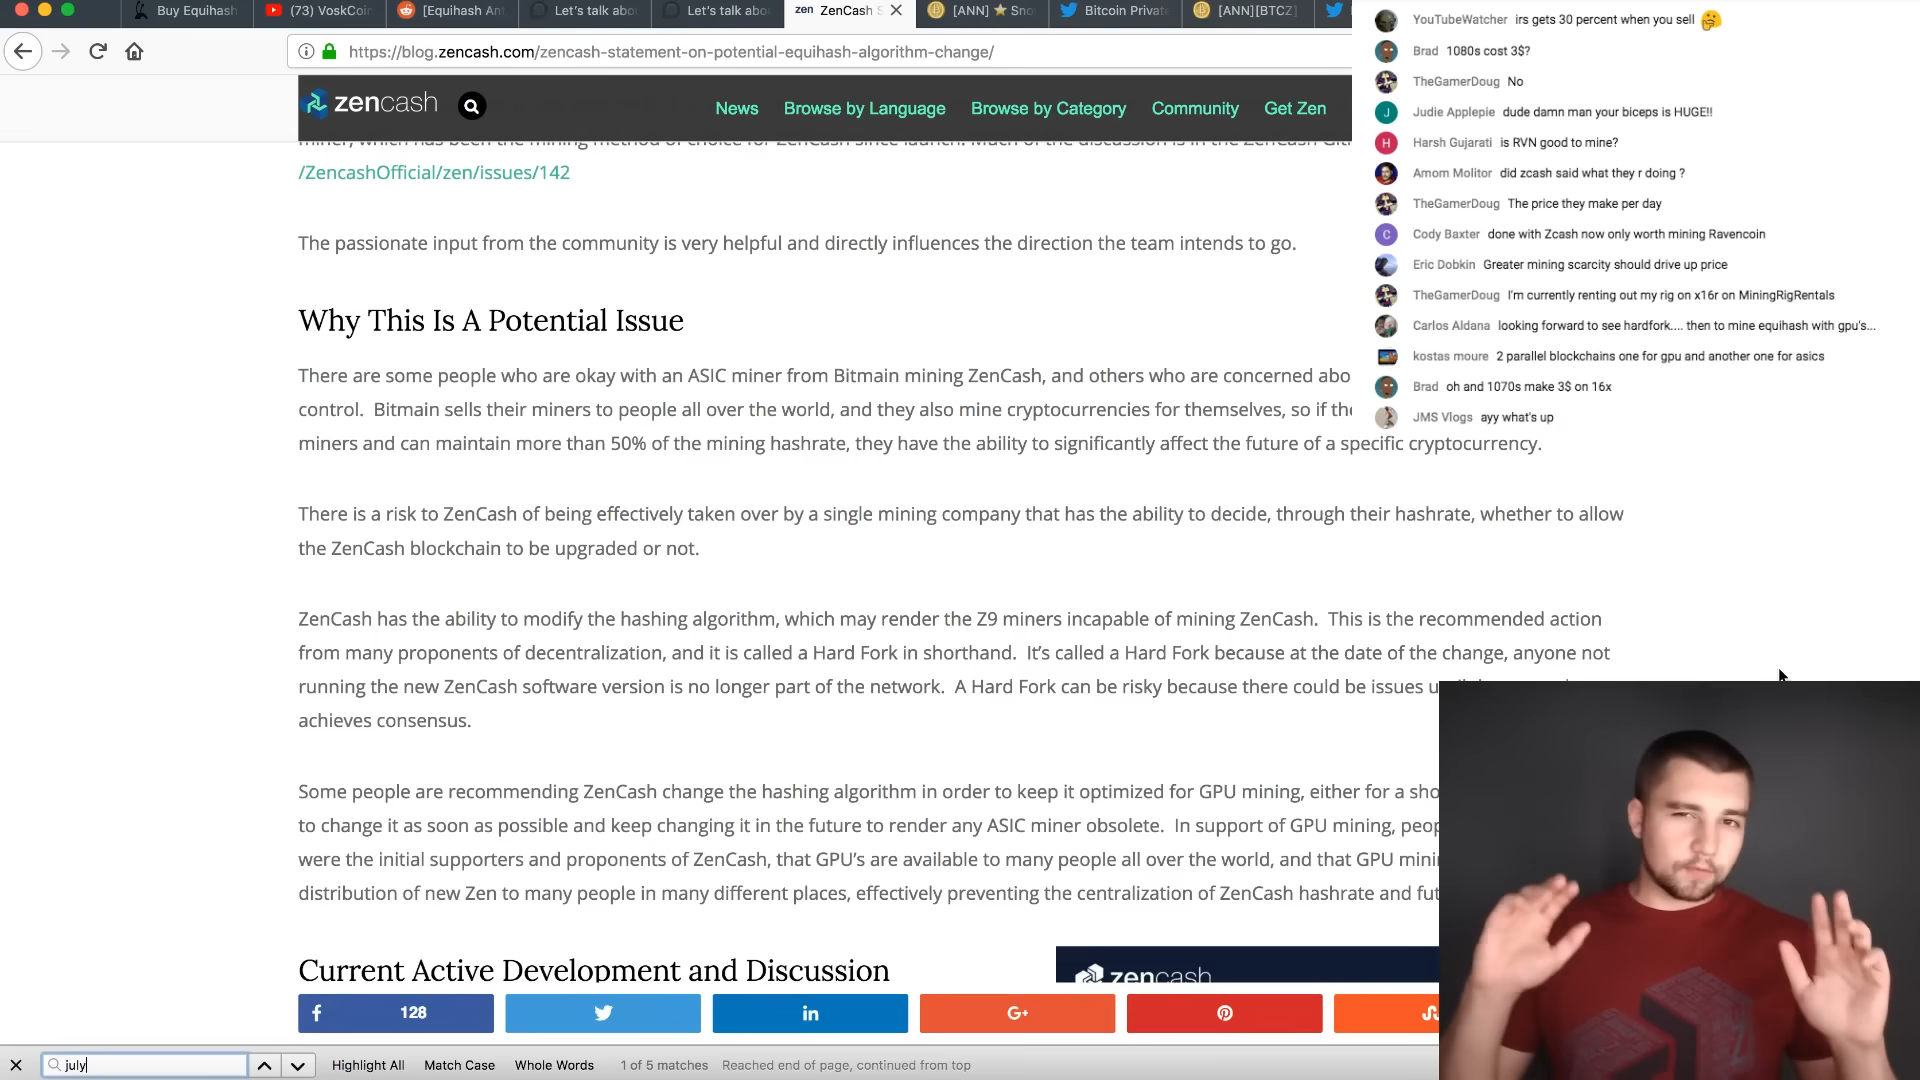 Buy Equihash
(73) VoskCoin
[Equihash An
Let's talk abo
Let's talk abo
zen ZenCash S
[ANN] ★ Sno
Bitcoin Private
[ANN][BTCZ]
https://blog.zencash.com/zencash-statement-on-potential-equihash-algorithm-change/
zencash
News Browse by Language Browse by Category Community Get Zen
miner, which has been the mining method of choice for ZenCash since launch. Much of the discussion is in the ZenCash Git
/ZencashOfficial/zen/issues/142
The passionate input from the community is very helpful and directly influences the direction the team intends to go.
Why This Is A Potential Issue
There are some people who are okay with an ASIC miner from Bitmain mining ZenCash, and others who are concerned abo
control. Bitmain sells their miners to people all over the world, and they also mine cryptocurrencies for themselves, so if the
miners and can maintain more than 50% of the mining hashrate, they have the ability to significantly affect the future of a specific cryptocurrency.
There is a risk to ZenCash of being effectively taken over by a single mining company that has the ability to decide, through their hashrate, whether to allow
the ZenCash blockchain to be upgraded or not.
ZenCash has the ability to modify the hashing algorithm, which may render the Z9 miners incapable of mining ZenCash. This is the recommended action
from many proponents of decentralization, and it is called a Hard Fork in shorthand. It's called a Hard Fork because at the date of the change, anyone not
running the new ZenCash software version is no longer part of the network. A Hard Fork can be risky because there could be issues
achieves consensus.
Some people are recommending ZenCash change the hashing algorithm in order to keep it optimized for GPU mining, either for a sho
to change it as soon as possible and keep changing it in the future to render any ASIC miner obsolete. In support of GPU mining, peop
were the initial supporters and proponents of ZenCash, that GPU's are available to many people all over the world, and that GPU mini
distribution of new Zen to many people in many different places, effectively preventing the centralization of ZenCash hashrate and fut
Current Active Development and Discussion
zencash
128
G+
july
Highlight All Match Case Whole Words 1 of 5 matches Reached end of page, continued from top
YouTubeWatcher irs gets 30 percent when you sell 🤔
Brad 1080s cost 3$?
TheGamerDoug No
J Judie Applepie dude damn man your biceps is HUGE!!
H Harsh Gujarati is RVN good to mine?
Amom Molitor did zcash said what they r doing ?
TheGamerDoug The price they make per day
C Cody Baxter done with Zcash now only worth mining Ravencoin
Eric Dobkin Greater mining scarcity should drive up price
TheGamerDoug I'm currently renting out my rig on x16r on MiningRigRentals
Carlos Aldana looking forward to see hardfork.... then to mine equihash with gpu's...
kostas moure 2 parallel blockchains one for gpu and another one for asics
Brad oh and 1070s make 3$ on 16x
JMS Vlogs ayy what's up